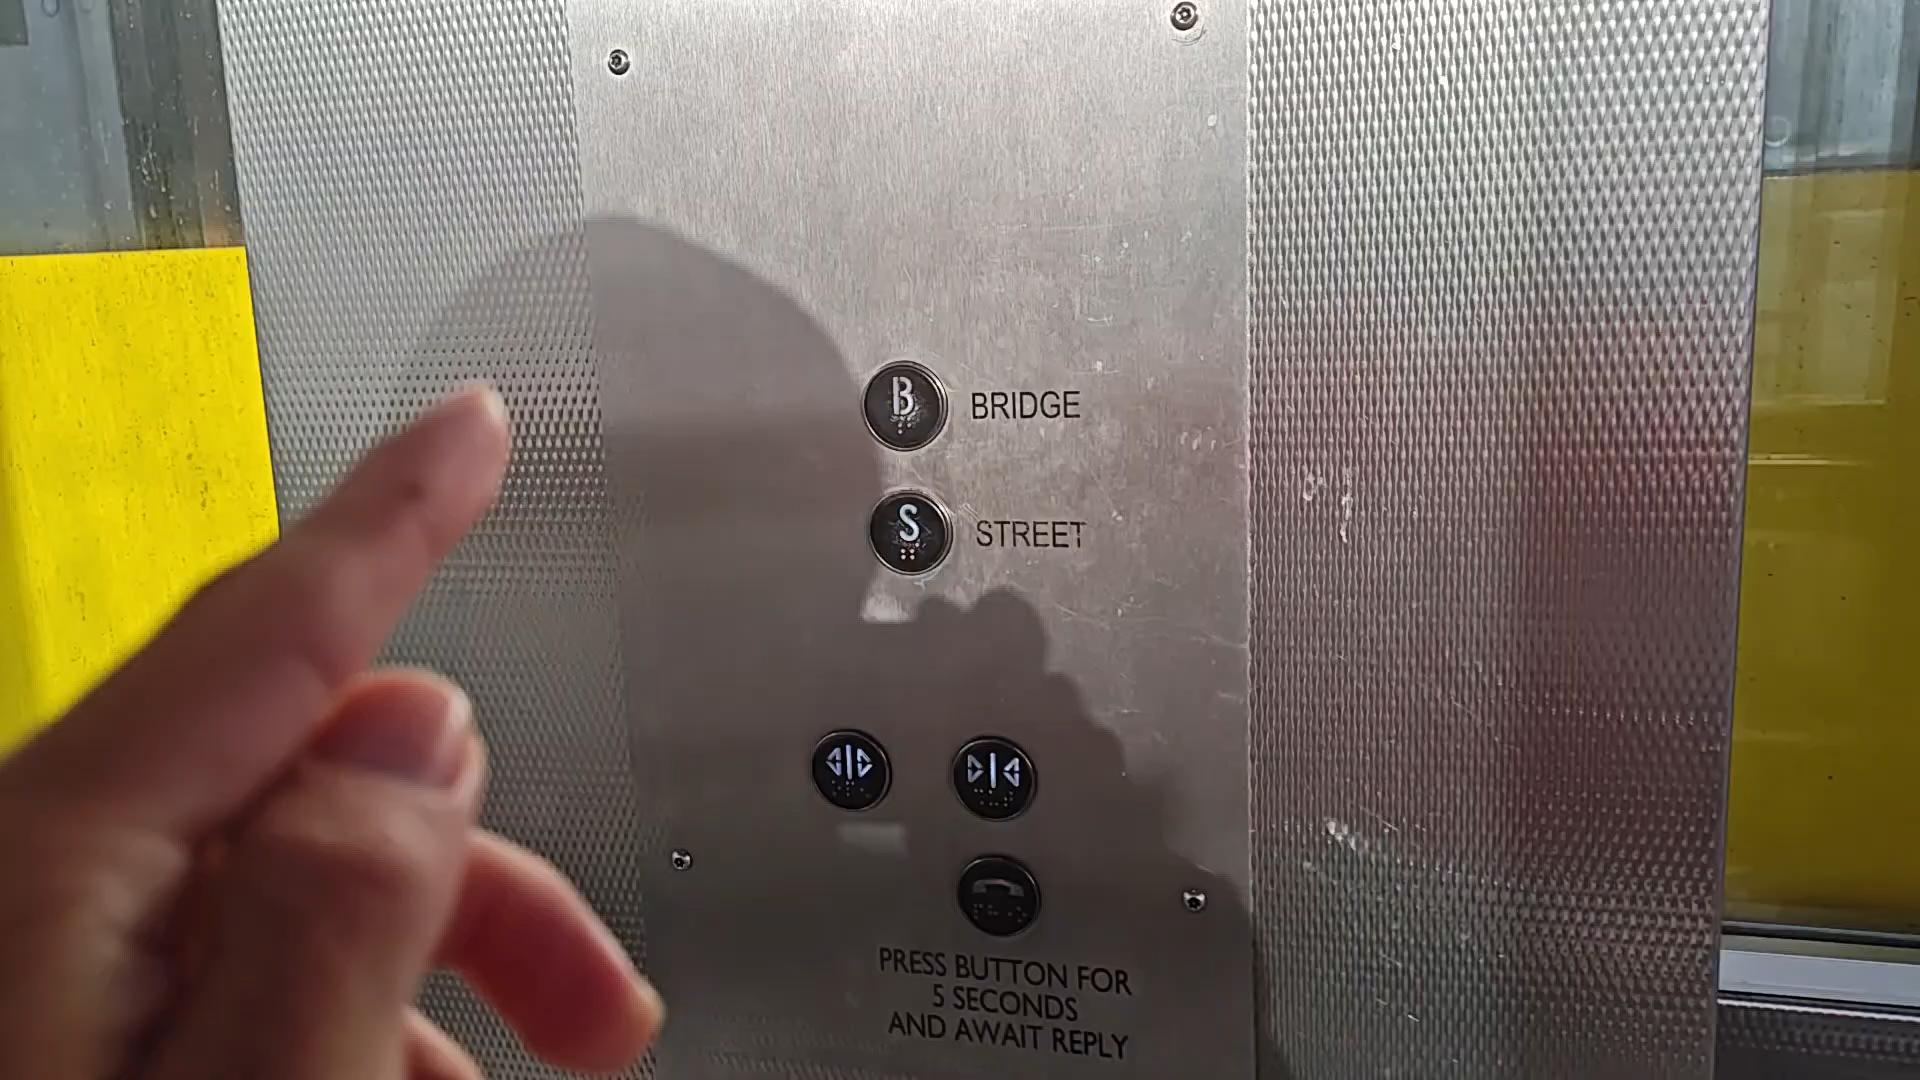 B BRIDGE
S STREET
PRESS BUTTON FOR
5 SECONDS
AND AWAIT REPLY